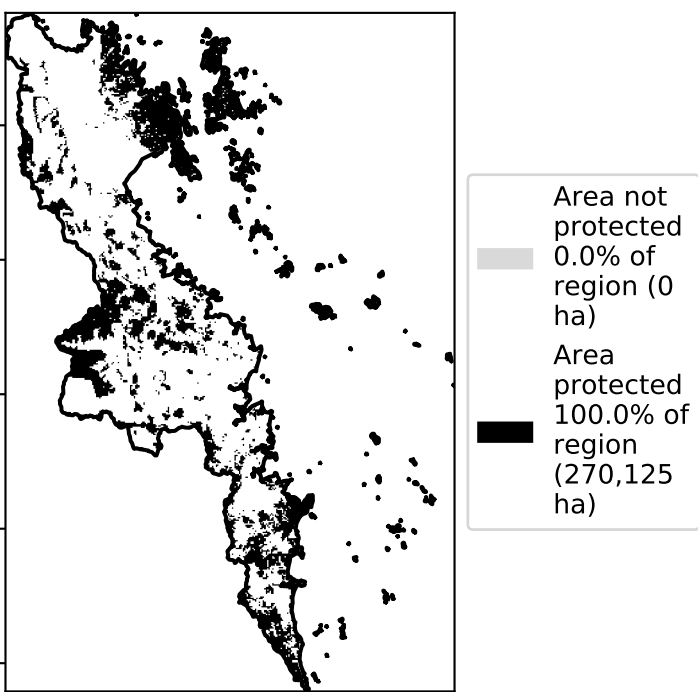 Area not
protected
0.0% of
region (0
ha)
Area
protected
100.0% of
region
(270,125
ha)